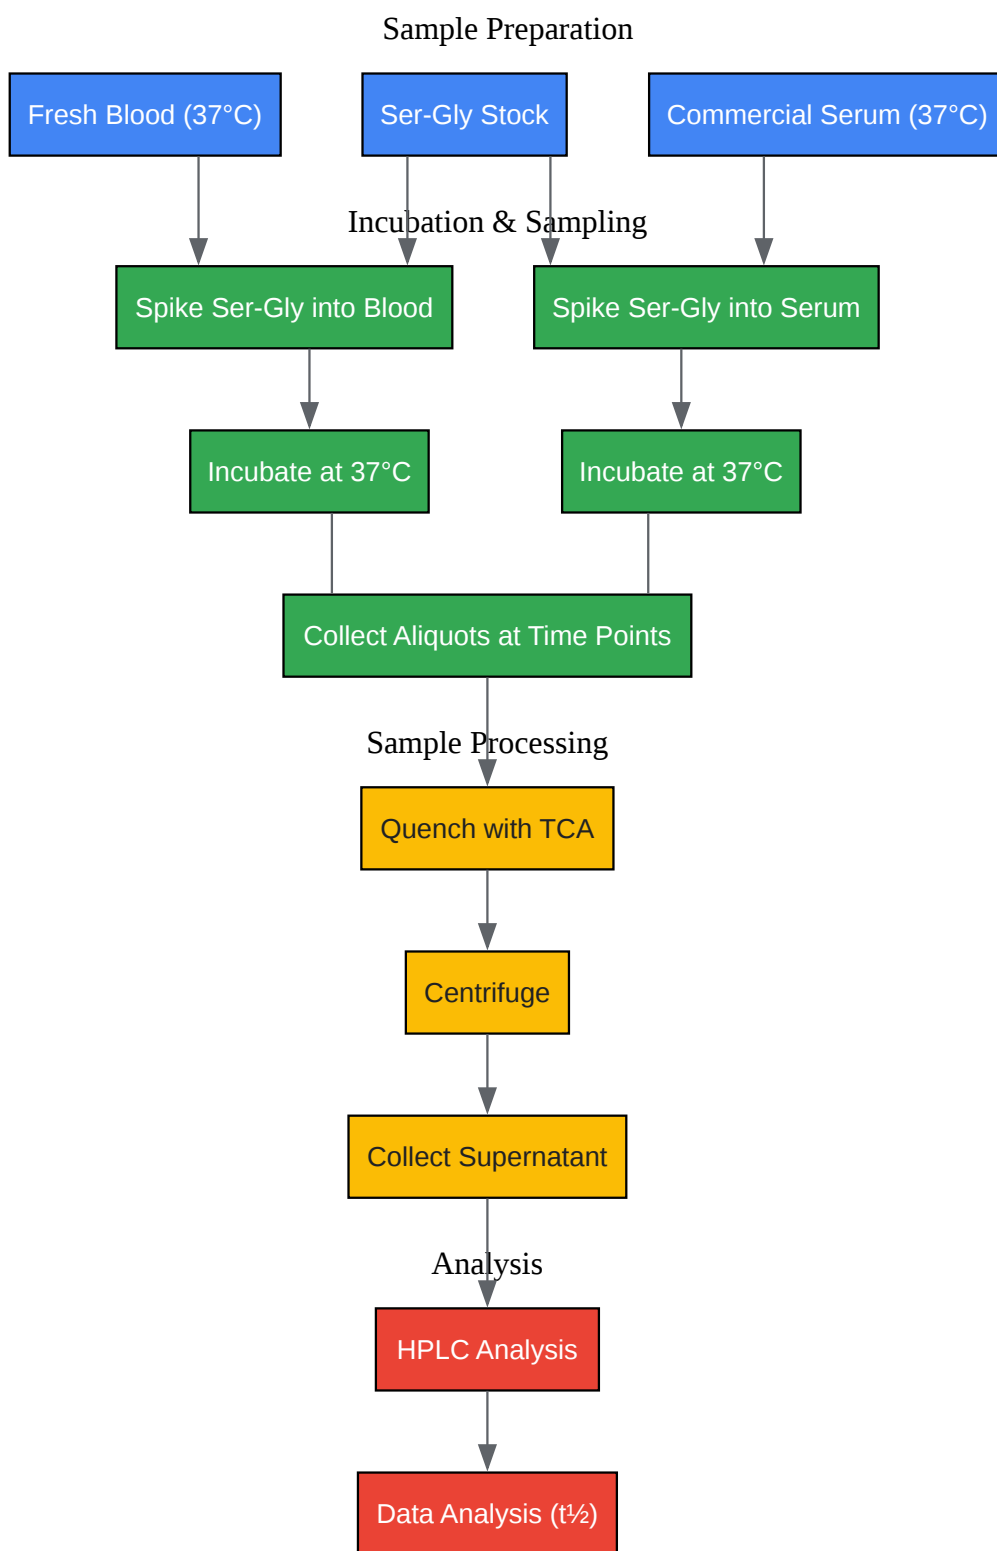 Sample Preparation
Fresh Blood (37°C)
Ser-Gly Stock
Commercial Serum (37°C)
Incubation & Sampling
Spike Ser-Gly into Blood
Spike Ser-Gly into Serum
Incubate at 37°C
Incubate at 37°C
Collect Aliquots at Time Points
Sample Processing
Quench with TCA
Centrifuge
Collect Supernatant
Analysis
HPLC Analysis
Data Analysis (t½)